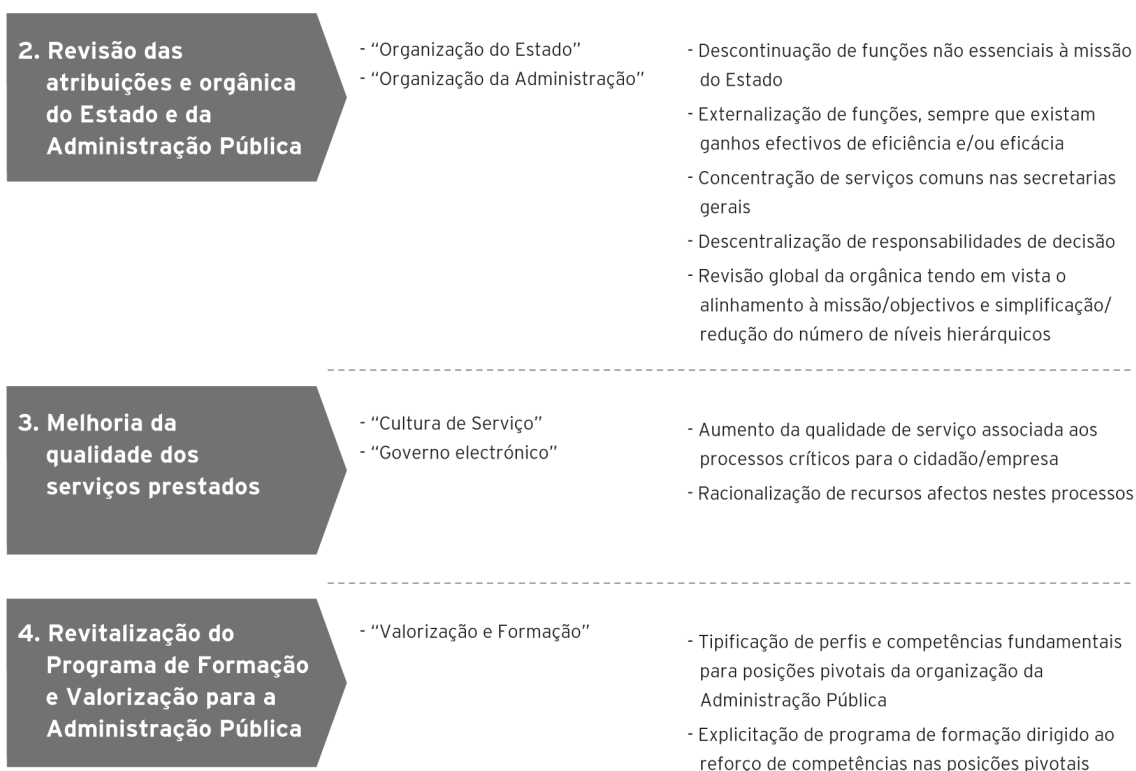 2. Revisão das
atribuições e orgânica
do Estado e da
Administração Pública
- “Organização do Estado”
- “Organização da Administração”
- Descontinuação de funções não essenciais à missão
do Estado
- Externalização de funções, sempre que existam
ganhos efectivos de eficiência e/ou eficácia
- Concentração de serviços comuns nas secretarias
gerais
- Descentralização de responsabilidades de decisão
- Revisão global da orgânica tendo em vista o
alinhamento à missão/objectivos e simplificação/
redução do número de níveis hierárquicos
3. Melhoria da
qualidade dos
serviços prestados
- “Cultura de Serviço”
- “Governo electrónico”
- Aumento da qualidade de serviço associada aos
processos críticos para o cidadão/empresa
- Racionalização de recursos afectos nestes processos
4. Revitalização do
Programa de Formação
e Valorização para a
Administração Pública
- “Valorização e Formação”
- Tipificação de perfis e competências fundamentais
para posições pivotais da organização da
Administração Pública
- Explicitação de programa de formação dirigido ao
reforço de competências nas posições pivotais